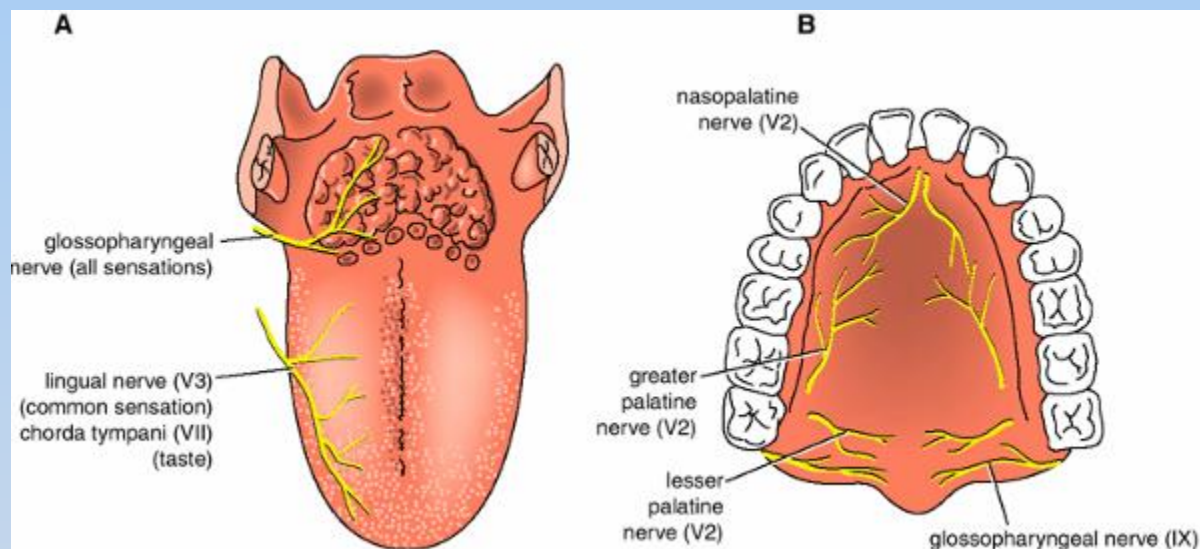 A
glossopharyngeal
nerve (all sensations)
lingual nerve (V3)
(common sensation)
chorda tympani (VII)
(taste)
B
nasopalatine
nerve (V2)
greater
palatine
nerve (V2)
lesser
palatine
nerve (V2)
glossopharyngeal nerve (IX)